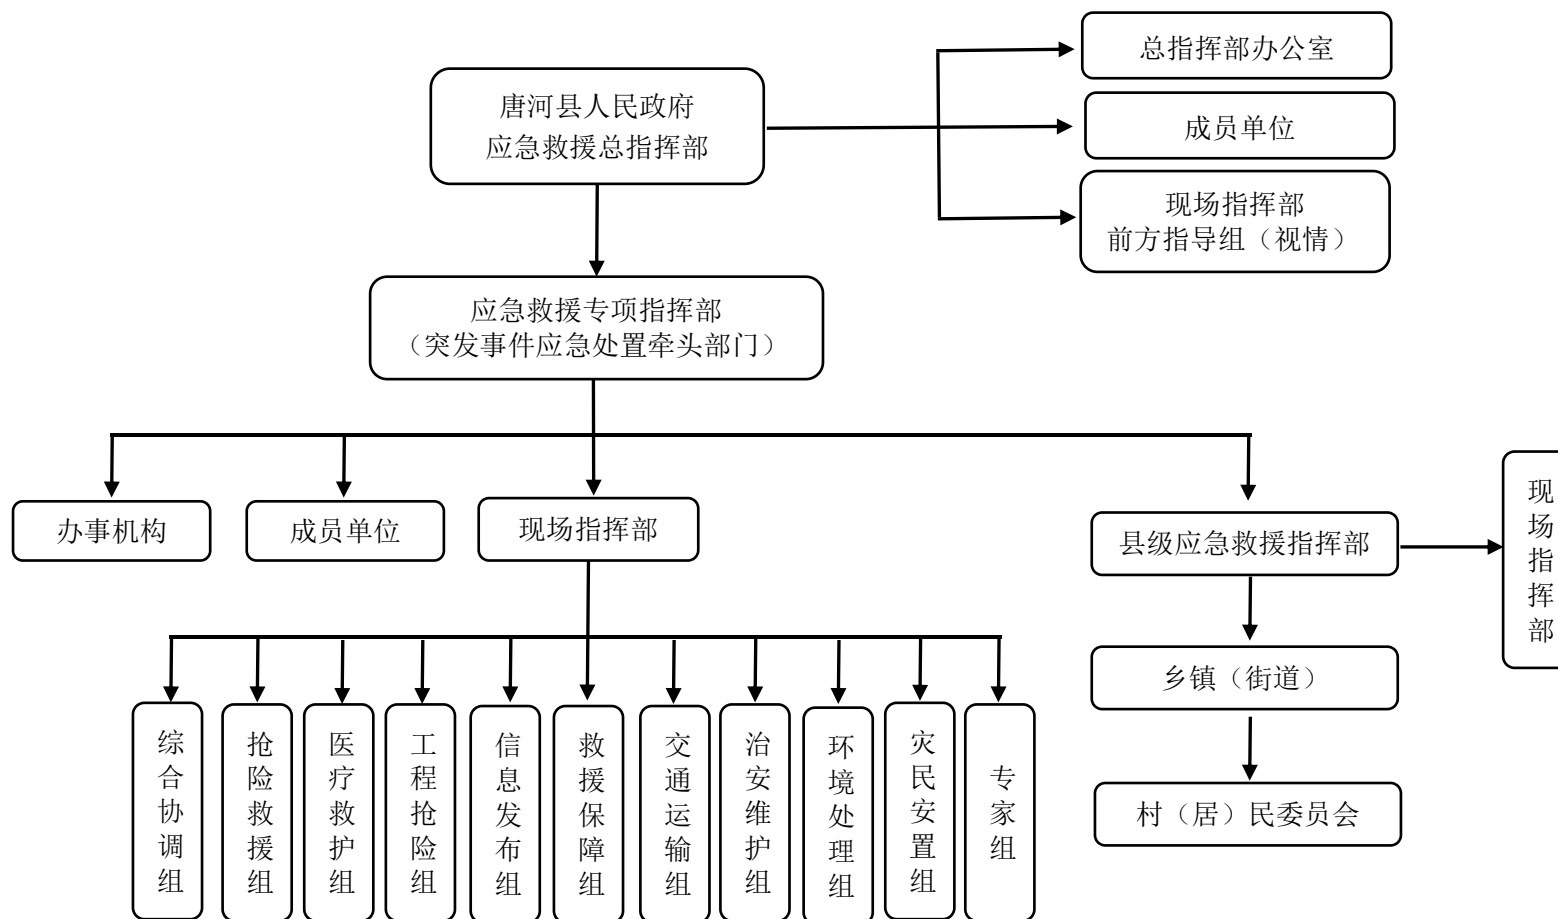 唐河县人民政府
应急救援总指挥部
总指挥部办公室
成员单位
现场指挥部
前方指导组（视情）
应急救援专项指挥部
（突发事件应急处置牵头部门）
办事机构
成员单位
现场指挥部
县级应急救援指挥部
现场指挥部
乡镇（街道）
村（居）民委员会
综合协调组
抢险救援组
医疗救护组
工程抢险组
信息发布组
救援保障组
交通运输组
治安维护组
环境处理组
灾民安置组
专家组